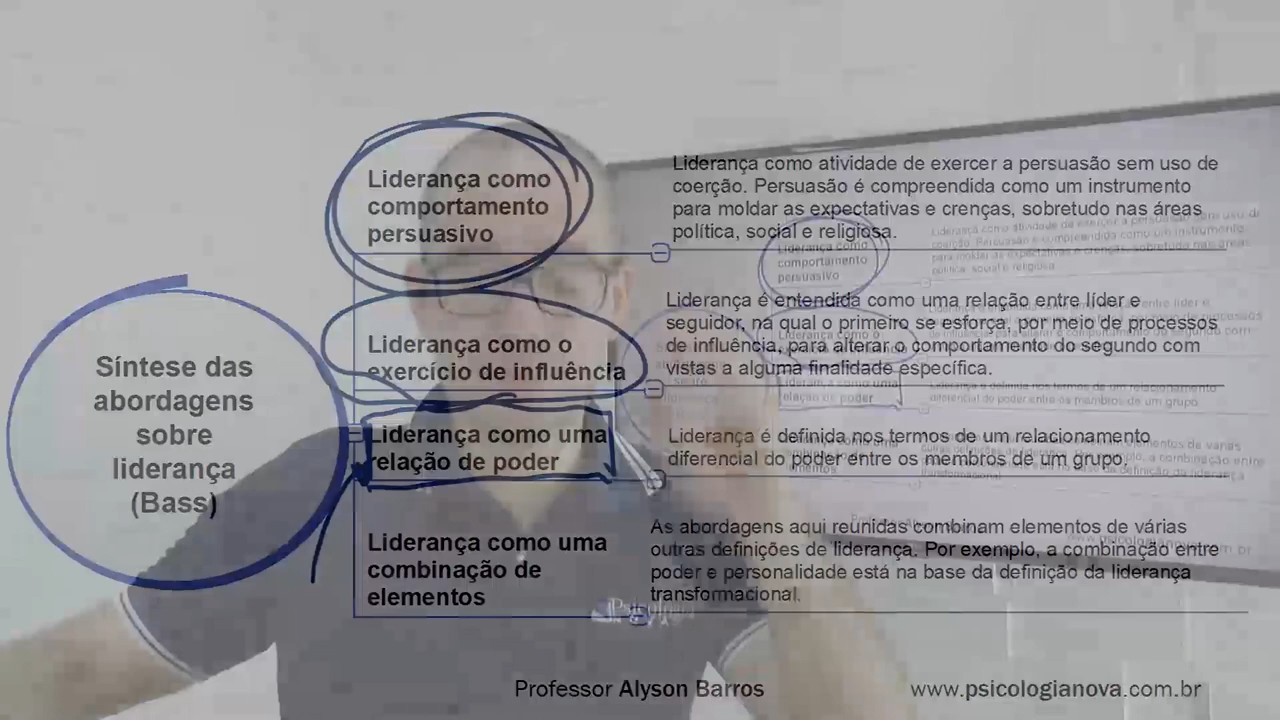 Síntese das
abordagens
sobre
liderança
(Bass)
Liderança como
comportamento
persuasivo
Liderança como atividade de exercer a persuasão sem uso de
coerção. Persuasão é compreendida como um instrumento
para moldar as expectativas e crenças, sobretudo nas áreas
política, social e religiosa.
Liderança como o
exercício de influência
Liderança é entendida como uma relação entre líder e
seguidor, na qual o primeiro se esforça, por meio de processos
de influência, para alterar o comportamento do segundo com
vistas a alguma finalidade específica.
Liderança como uma
relação de poder
Liderança é definida nos termos de um relacionamento
diferencial do poder entre os membros de um grupo.
Liderança como uma
combinação de
elementos
As abordagens aqui reunidas combinam elementos de várias
outras definições de liderança. Por exemplo, a combinação entre
poder e personalidade está na base da definição da liderança
transformacional.
Liderança como
comportamento
persuasivo
Psicologia
Professor Alyson Barros
www.psicologianova.com.br